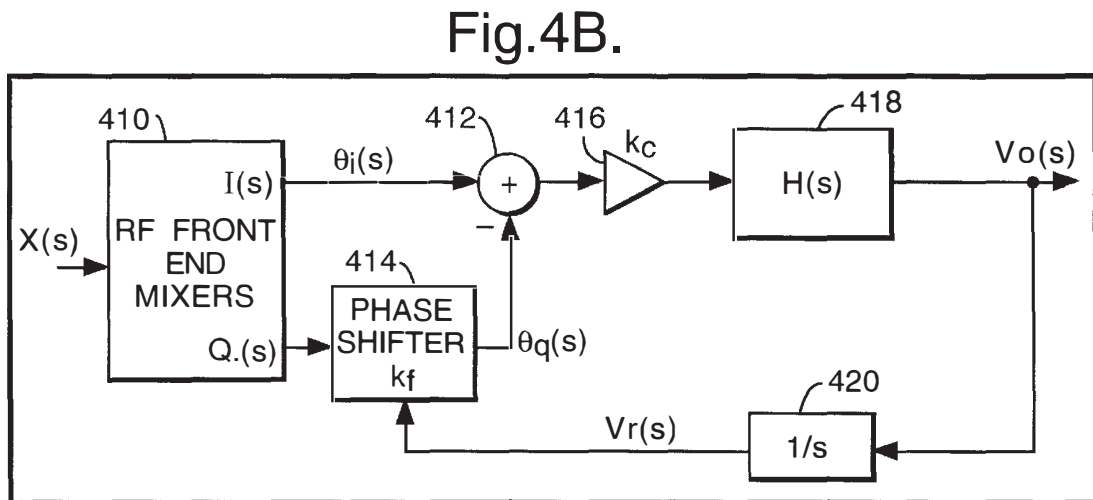 Fig.4B.
410
412
416
kc
418
Vo(s)
θi(s)
I(s)
+
H(s)
X(s)
RF FRONT
END
MIXERS
−
414
PHASE
SHIFTER
kf
θq(s)
Q.(s)
420
Vr(s)
1/s